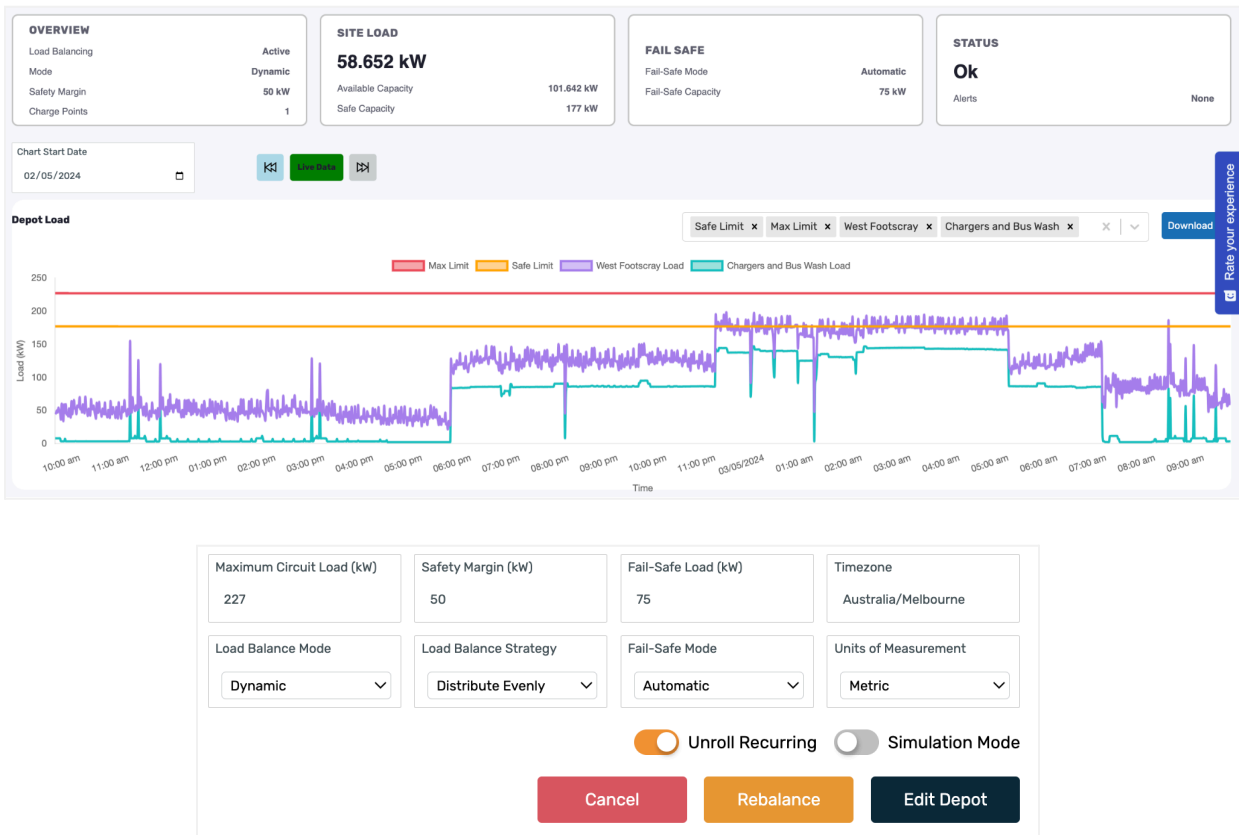 OVERVIEW
Load Balancing Active
Mode Dynamic
Safety Margin 50 kW
Charge Points 1
SITE LOAD
58.652 kW
Available Capacity 101.642 kW
Safe Capacity 177 kW
FAIL SAFE
Fail-Safe Mode Automatic
Fail-Safe Capacity 75 kW
STATUS
Ok
Alerts None
Chart Start Date
02/05/2024
Live Data
Rate your experience
Depot Load
Safe Limit × Max Limit × West Footscray × Chargers and Bus Wash ×
Download
Max Limit Safe Limit West Footscray Load Chargers and Bus Wash Load
250
200
150
100
50
0
Load (kW)
10:00 am 11:00 am 12:00 pm 01:00 pm 02:00 pm 03:00 pm 04:00 pm 05:00 pm 06:00 pm 07:00 pm 08:00 pm 09:00 pm 10:00 pm 11:00 pm 03/05/2024 01:00 am 02:00 am 03:00 am 04:00 am 05:00 am 06:00 am 07:00 am 08:00 am 09:00 am
Time
Maximum Circuit Load (kW)
227
Safety Margin (kW)
50
Fail-Safe Load (kW)
75
Timezone
Australia/Melbourne
Load Balance Mode
Dynamic
Load Balance Strategy
Distribute Evenly
Fail-Safe Mode
Automatic
Units of Measurement
Metric
Unroll Recurring
Simulation Mode
Cancel
Rebalance
Edit Depot